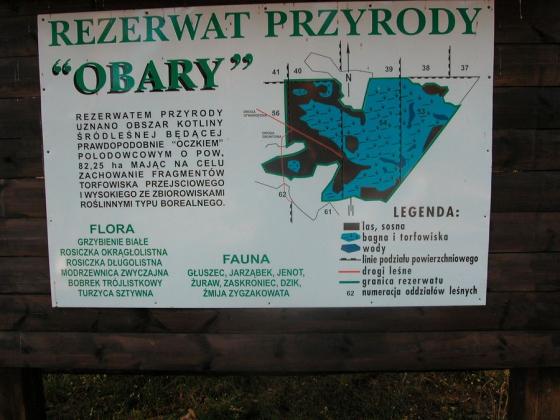 REZERWAT PRZYRODY
“OBARY”
REZERWATEM PRZYRODY
UZNANO OBSZAR KOTLINY
ŚRÓDLEŚNEJ BĘDĄCEJ
PRAWDOPODOBNIE “OCZKIEM”
POLODOWCOWYM O POW.
82,25 ha MAJĄC NA CELU
ZACHOWANIE FRAGMENTÓW
TORFOWISKA PRZEJSCIOWEGO
I WYSOKIEGO ZE ZBIOROWISKAMI
ROŚLINNYMI TYPU BOREALNEGO.
FLORA
GRZYBIENIE BIAŁE
ROSICZKA OKRĄGŁOLISTNA
ROSICZKA DŁUGOLISTNA
MODRZEWNICA ZWYCZAJNA
BOBREK TRÓJLISTKOWY
TURZYCA SZTYWNA
FAUNA
GŁUSZEC, JARZĄBEK, JENOT,
ŻURAW, ZASKRONIEC, DZIK,
ŻMIJA ZYGZAKOWATA
41 40 39 38 37
N
56
62
61
LEGENDA:
las, sosna
bagna i torfowiska
wody
linie podziału powierzchniowego
drogi leśne
granica rezerwatu
62 numeracja oddziałów leśnych